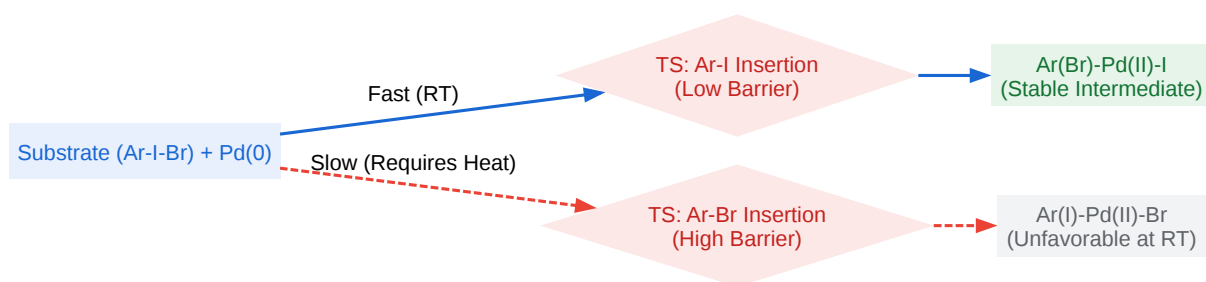 Substrate (Ar-I-Br) + Pd(0)
Fast (RT)
TS: Ar-I Insertion
(Low Barrier)
Ar(Br)-Pd(II)-I
(Stable Intermediate)
Slow (Requires Heat)
TS: Ar-Br Insertion
(High Barrier)
Ar(I)-Pd(II)-Br
(Unfavorable at RT)